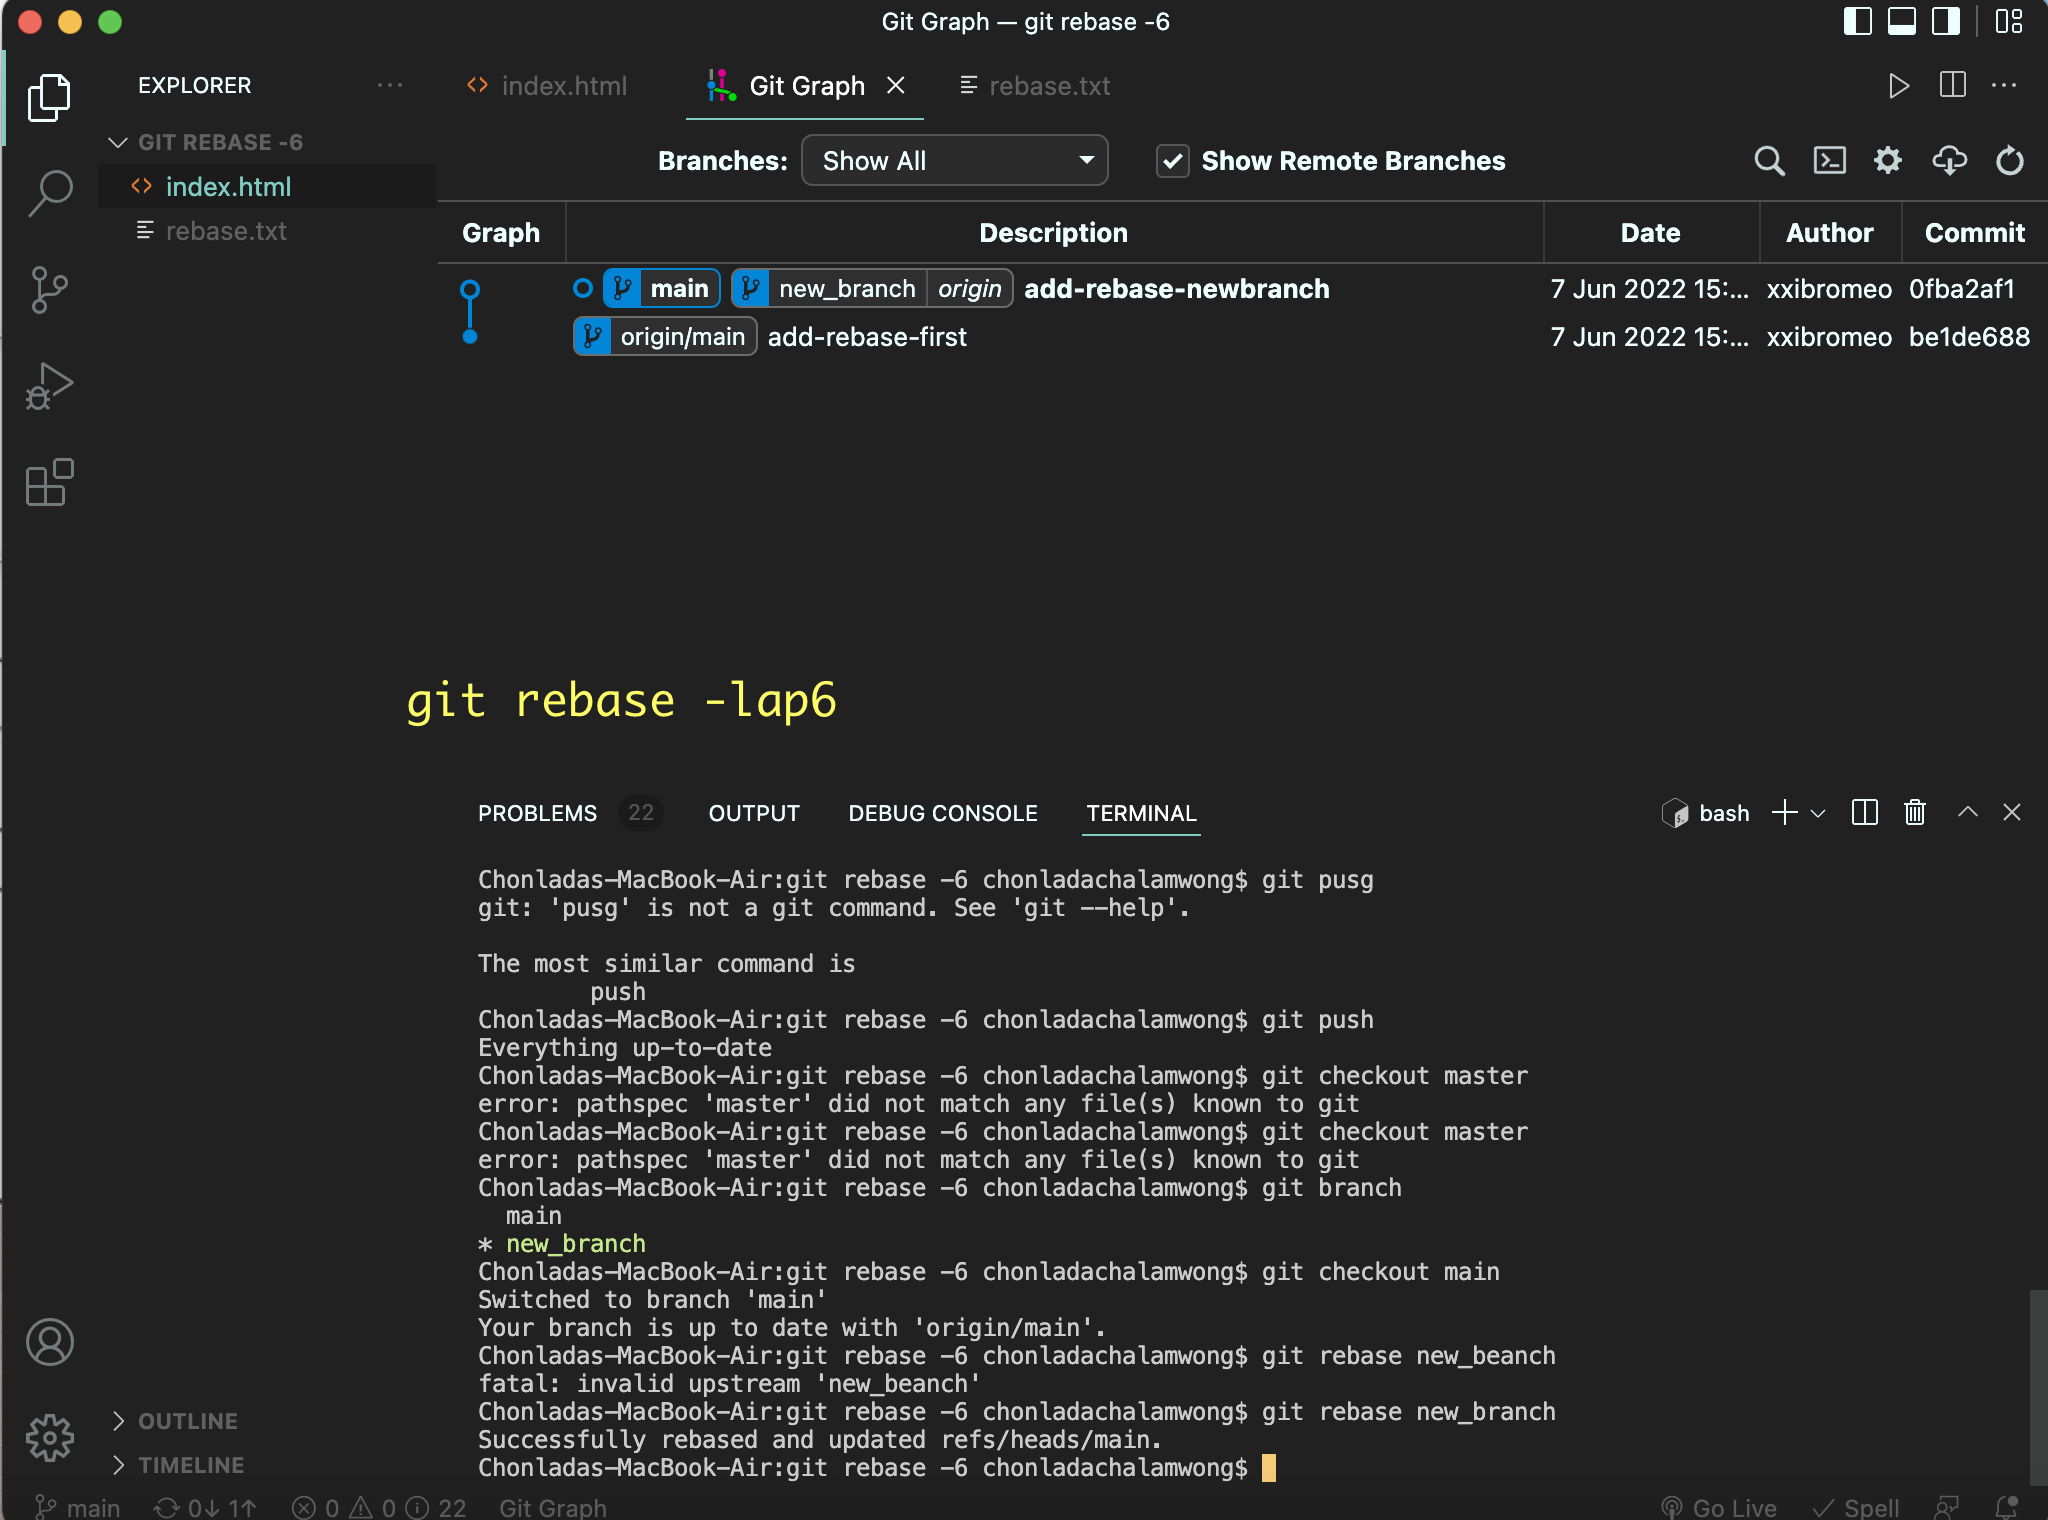 Git Graph — git rebase -6
EXPLORER
index.html
Git Graph
rebase.txt
GIT REBASE -6
index.html
rebase.txt
Branches: Show All
Show Remote Branches
Graph Description Date Author Commit
main new_branch origin add-rebase-newbranch 7 Jun 2022 15:... xxibromeo 0fba2af1
origin/main add-rebase-first 7 Jun 2022 15:... xxibromeo be1de688
git rebase -lap6
PROBLEMS 22 OUTPUT DEBUG CONSOLE TERMINAL bash
Chonladas-MacBook-Air:git rebase -6 chonladachalamwong$ git pusg
git: 'pusg' is not a git command. See 'git --help'.
The most similar command is
push
Chonladas-MacBook-Air:git rebase -6 chonladachalamwong$ git push
Everything up-to-date
Chonladas-MacBook-Air:git rebase -6 chonladachalamwong$ git checkout master
error: pathspec 'master' did not match any file(s) known to git
Chonladas-MacBook-Air:git rebase -6 chonladachalamwong$ git checkout master
error: pathspec 'master' did not match any file(s) known to git
Chonladas-MacBook-Air:git rebase -6 chonladachalamwong$ git branch
main
* new_branch
Chonladas-MacBook-Air:git rebase -6 chonladachalamwong$ git checkout main
Switched to branch 'main'
Your branch is up to date with 'origin/main'.
Chonladas-MacBook-Air:git rebase -6 chonladachalamwong$ git rebase new_beanch
fatal: invalid upstream 'new_beanch'
Chonladas-MacBook-Air:git rebase -6 chonladachalamwong$ git rebase new_branch
Successfully rebased and updated refs/heads/main.
Chonladas-MacBook-Air:git rebase -6 chonladachalamwong$
OUTLINE
TIMELINE
main 0↓ 1↑ 0 0 22 Git Graph Go Live Spell